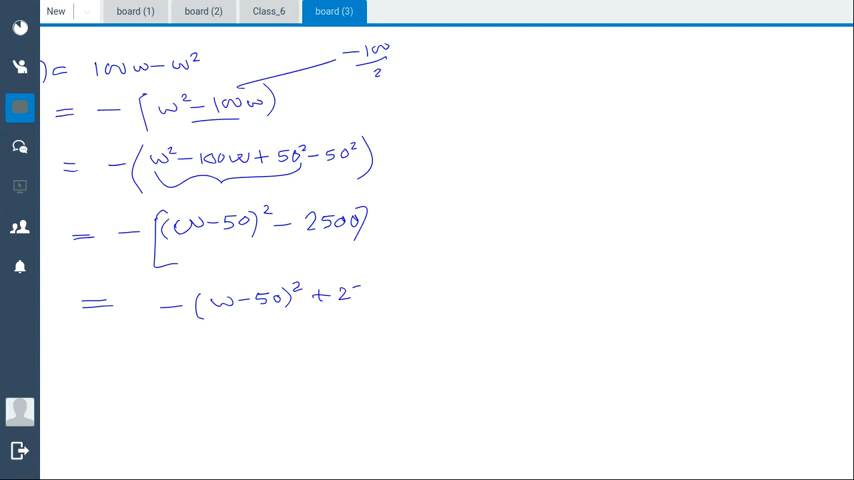 New board (1) board (2) Class_6 board (3)
) = 100w - w²
-100/2
= - [w² - 100w)
= - (w² - 100w + 50² - 50²)
= - [(w - 50)² - 2500)
= - (w - 50)² + 2